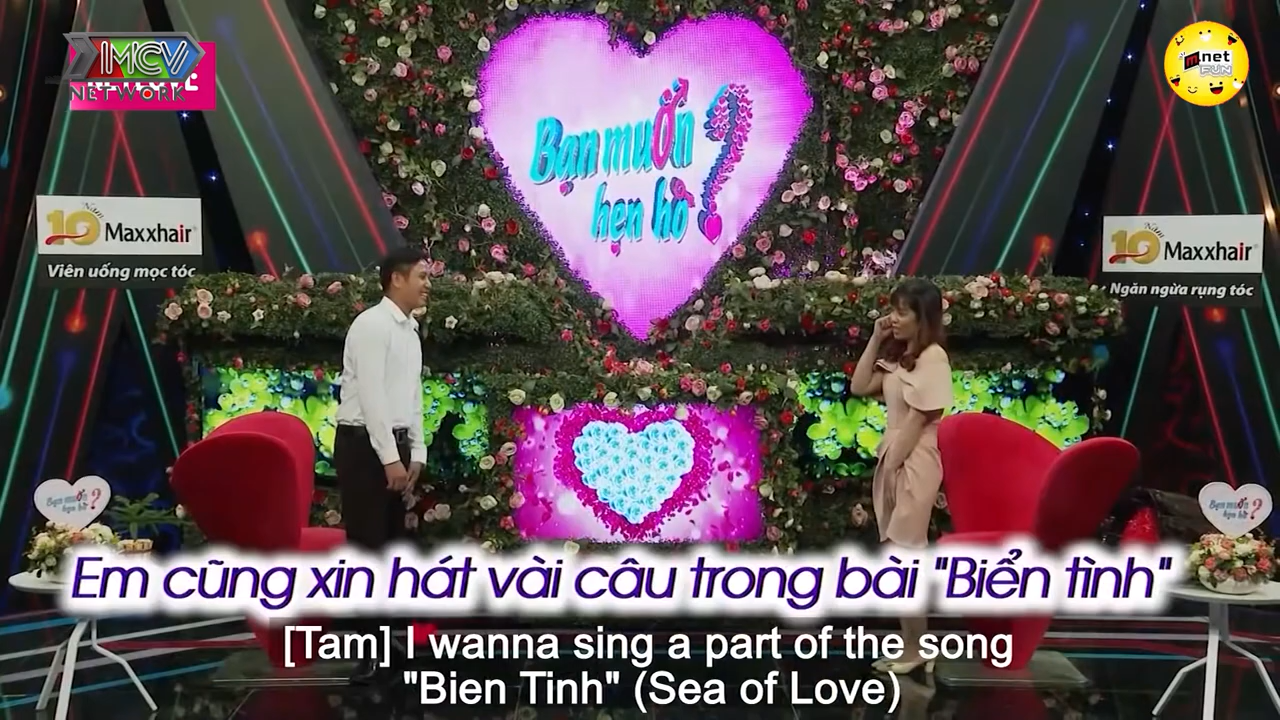 MCV
NETWORK
m.net
FUN
Bạn muốn
hẹn hò ?
10 Năm
Maxxhair®
Viên uống mọc tóc
10 Năm
Maxxhair®
Ngăn ngừa rụng tóc
Bạn muốn
hẹn hò ?
Bạn muốn
hẹn hò ?
Em cũng xin hát vài câu trong bài "Biển tình"
[Tam] I wanna sing a part of the song
"Bien Tinh" (Sea of Love)